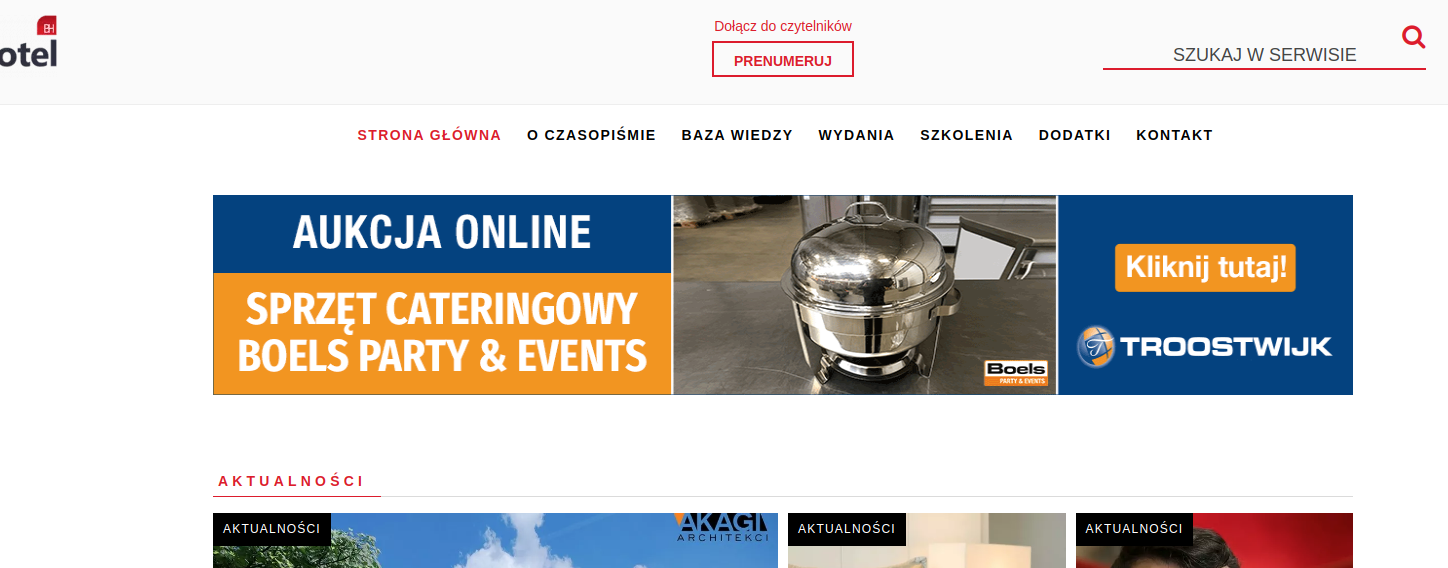 otel
BH
Dołącz do czytelników
PRENUMERUJ
SZUKAJ W SERWISIE
STRONA GŁÓWNA O CZASOPIŚMIE BAZA WIEDZY WYDANIA SZKOLENIA DODATKI KONTAKT
AUKCJA ONLINE
SPRZĘT CATERINGOWY
BOELS PARTY & EVENTS
Boels
PARTY & EVENTS
Kliknij tutaj!
TROOSTWIJK
AKTUALNOŚCI
AKTUALNOŚCI
AKAGI
ARCHITEKCI
AKTUALNOŚCI
AKTUALNOŚCI